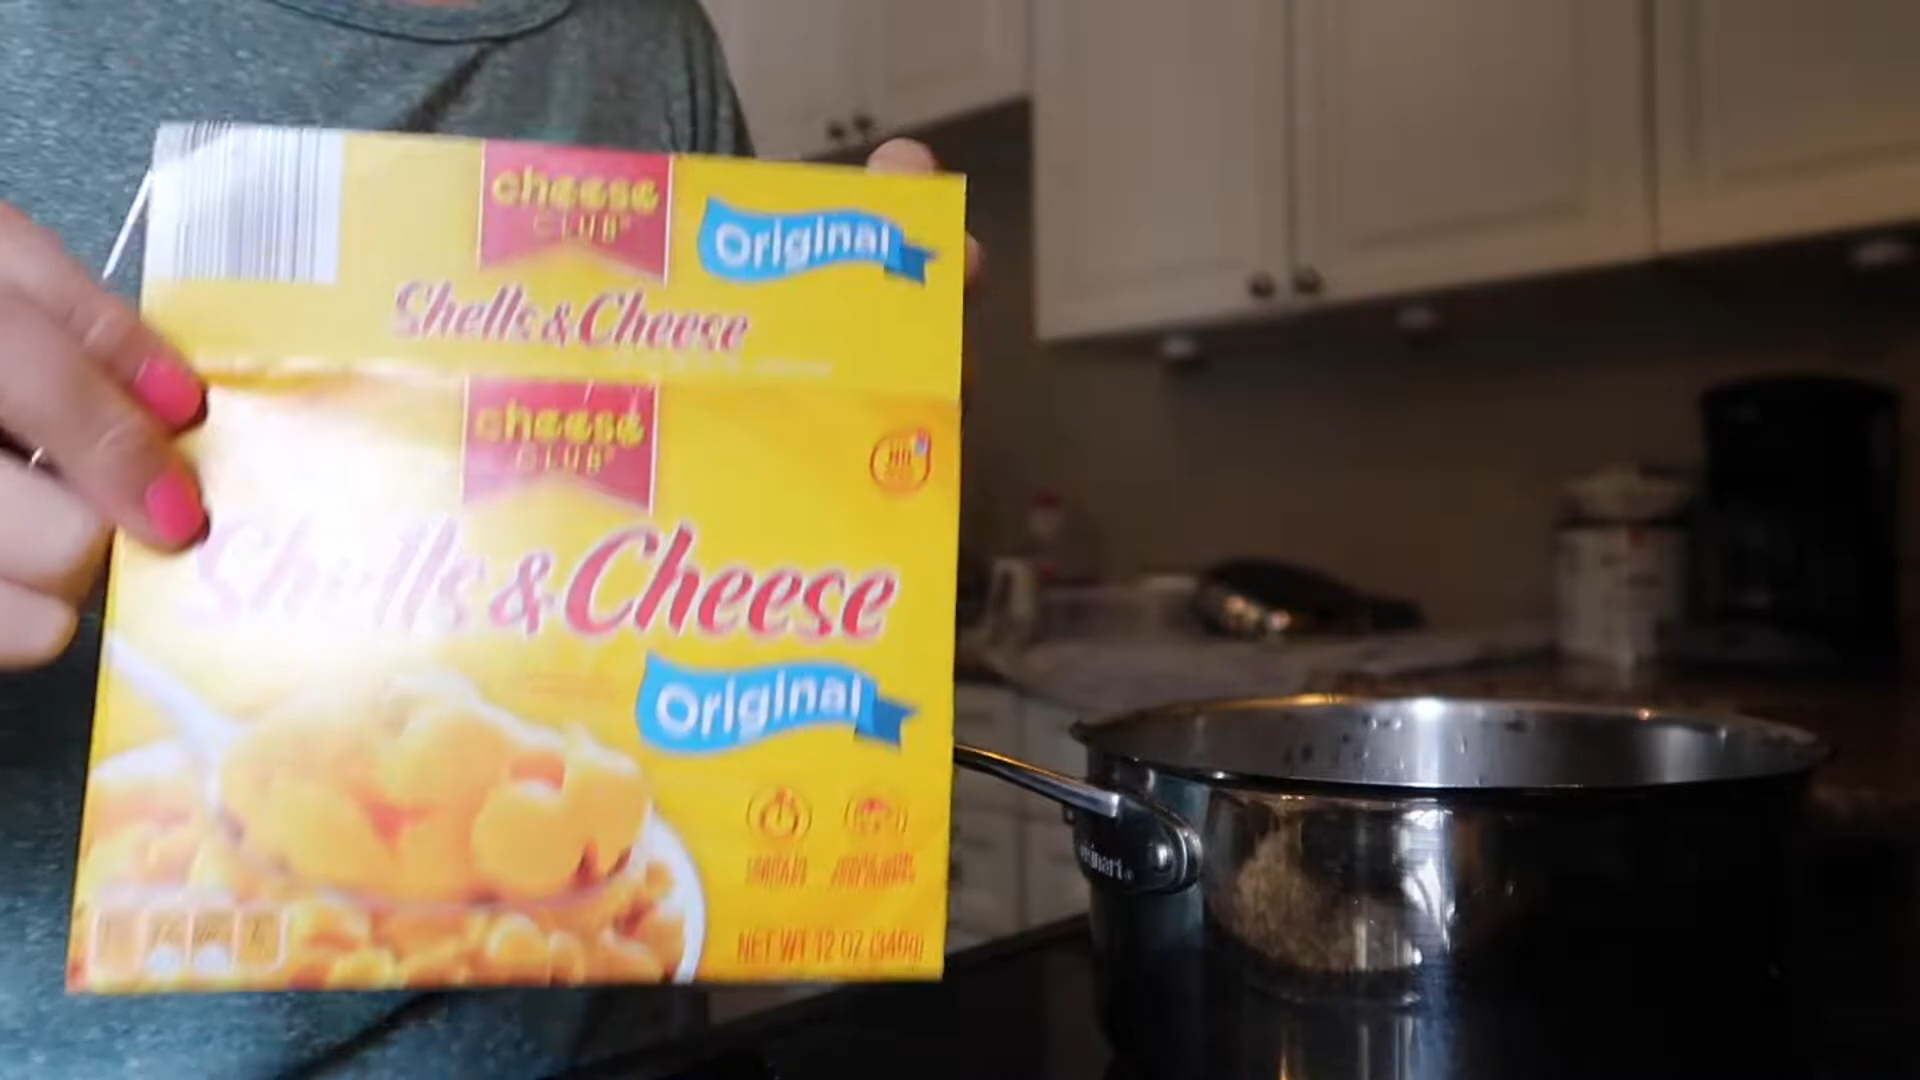 cheese
CLUB®
Original
Shells & Cheese
cheese
CLUB®
Shells & Cheese
Original
NET WT 12 OZ (340g)